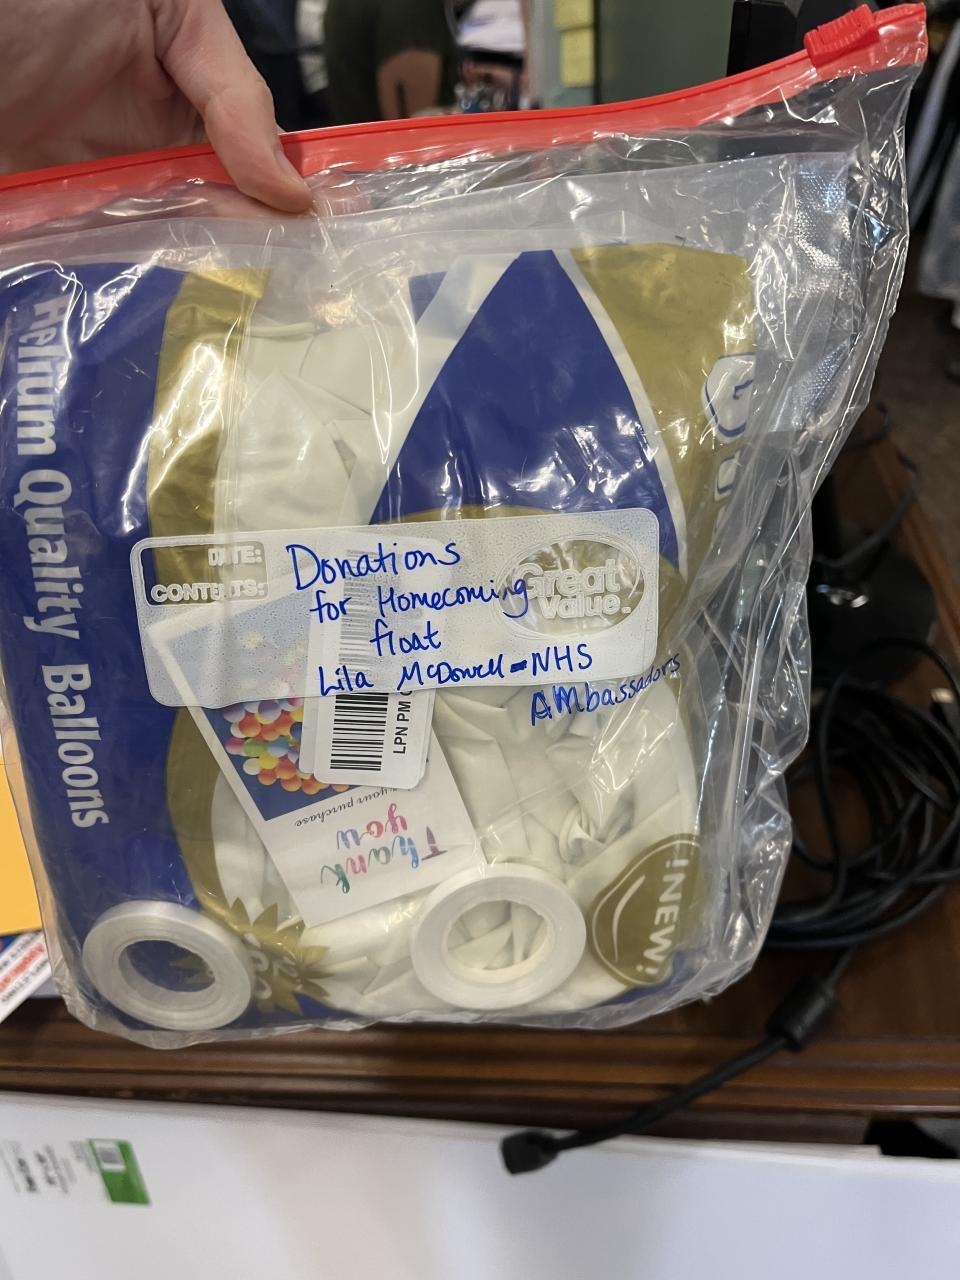 Helium Quality Balloons
DATE:
CONTENTS:
Great
Value.
Donations
for Homecoming
float
Lila McDowell-NHS
AMbassadors
LPN PM
your purchase
Thank
you
NEW!